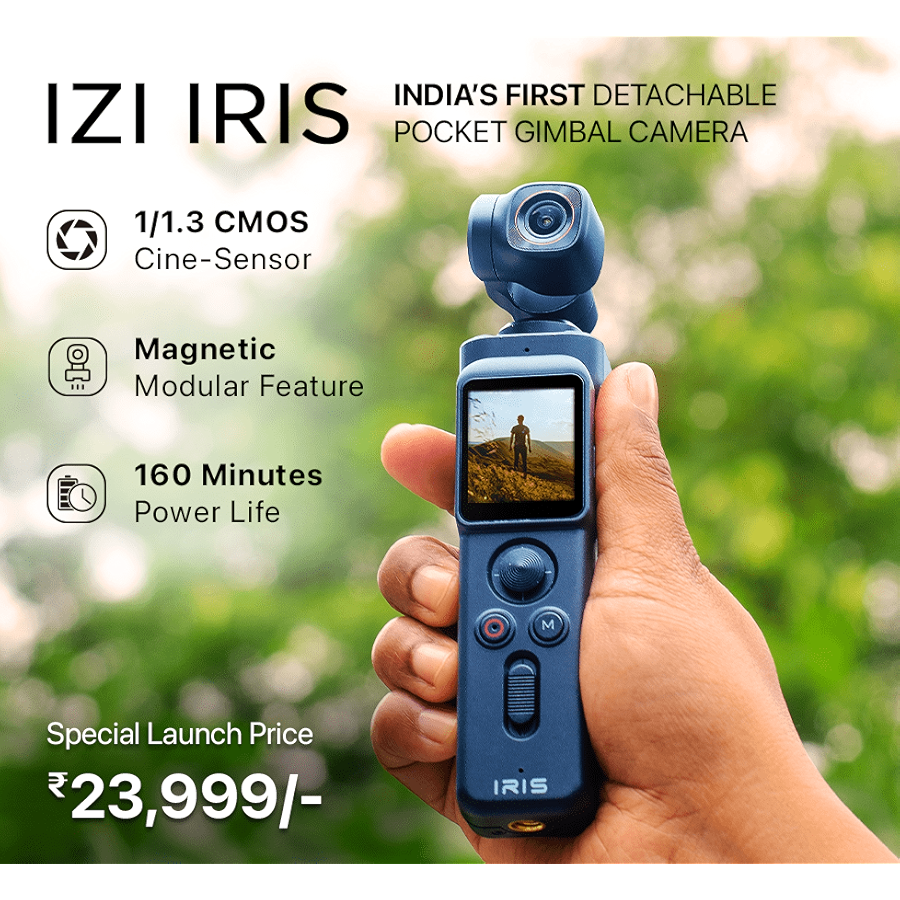 IZI IRIS
INDIA'S FIRST DETACHABLE
POCKET GIMBAL CAMERA
1/1.3 CMOS
Cine-Sensor
Magnetic
Modular Feature
160 Minutes
Power Life
M
IRIS
Special Launch Price
₹23,999/-